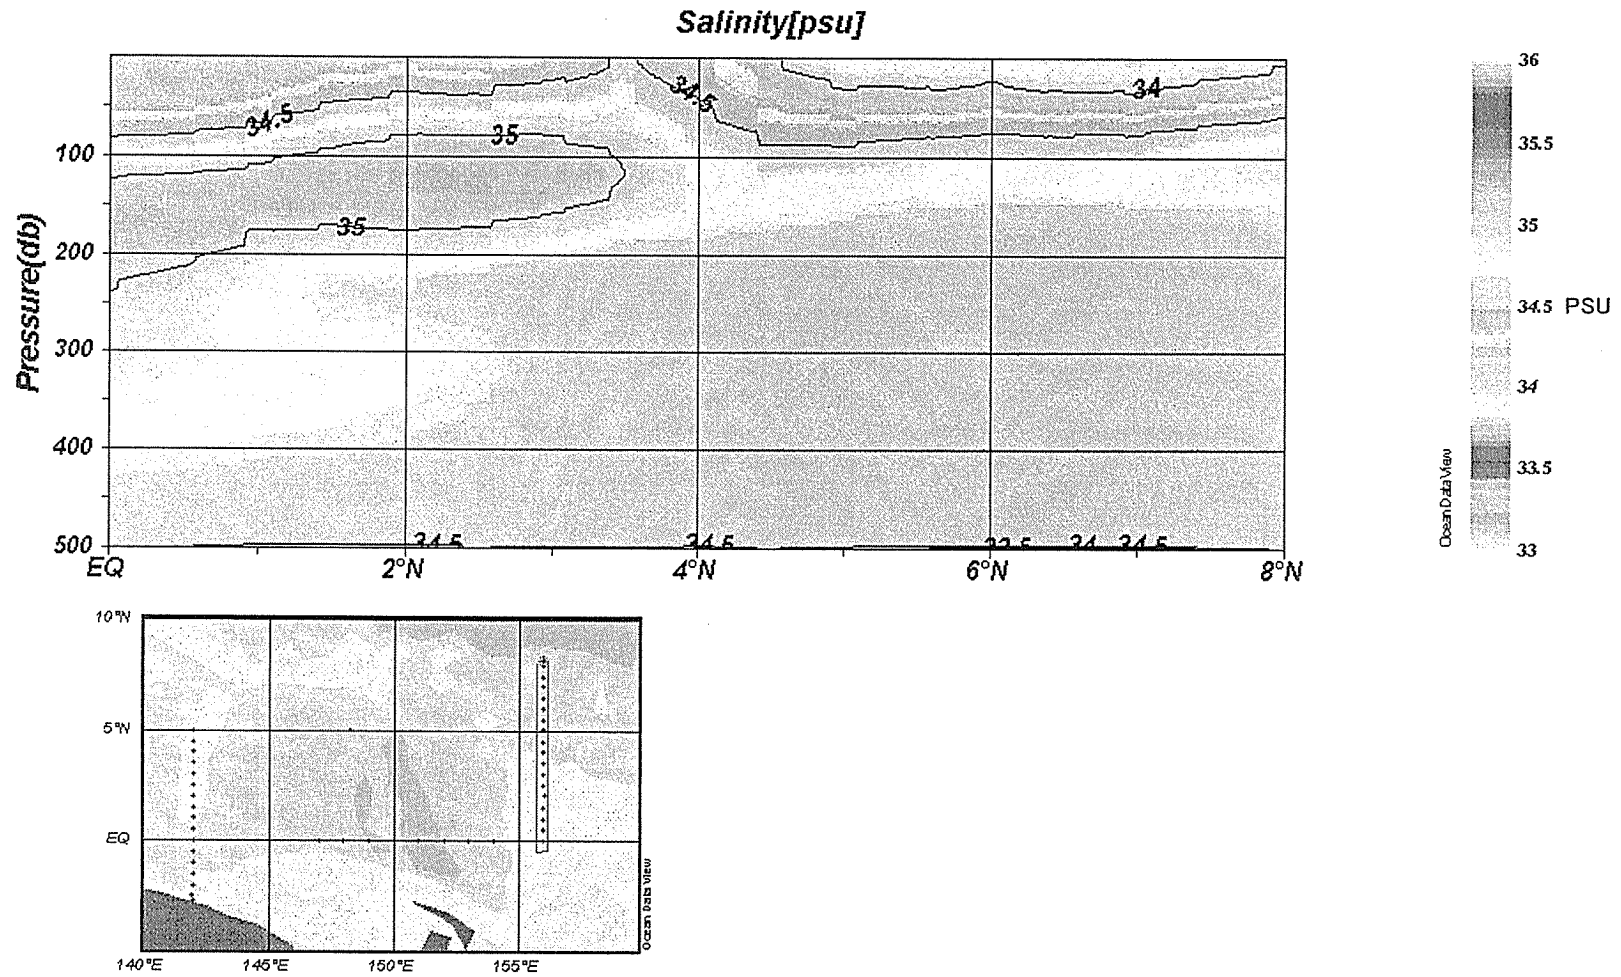 Salinity[psu]
36
35.5
35
34.5 PSU
34
33.5
33
Pressure(db)
100
200
300
400
500
34.5
35
35
34.5
34
34.5
34.5
34
34.5
EQ
2°N
4°N
6°N
8°N
Ocean Data View
10°N
5°N
EQ
140°E
145°E
150°E
155°E
Ocean Data View